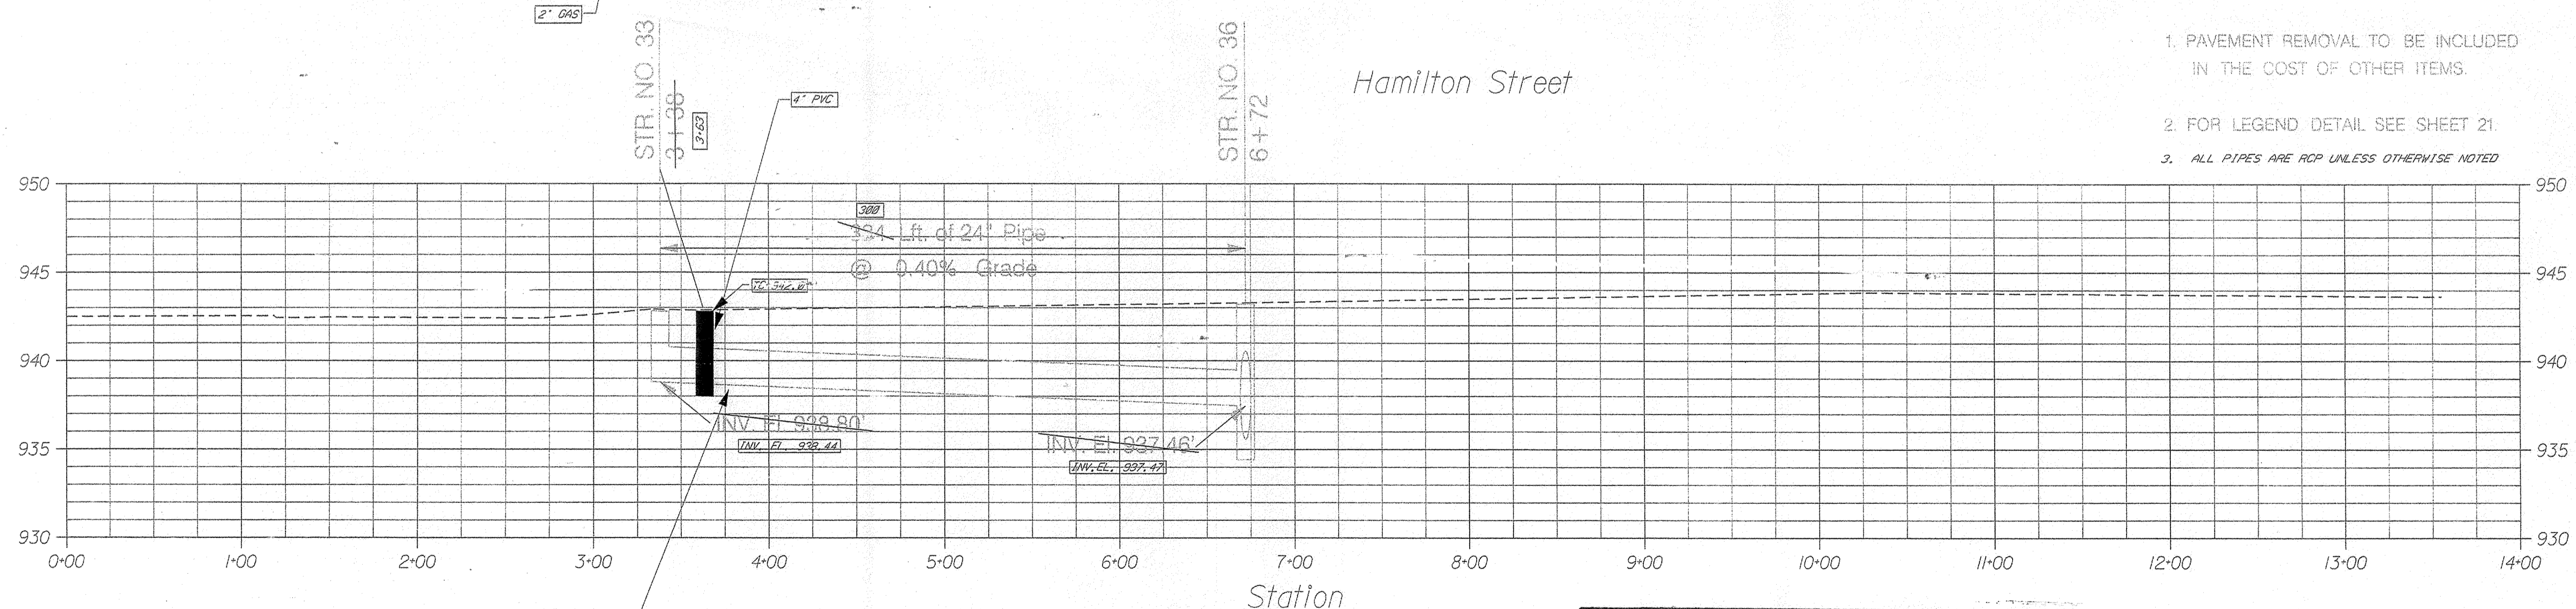 2" GAS
STR. NO. 33
3+38
3+63
4" PVC
STR. NO. 36
6+72
Hamilton Street
1. PAVEMENT REMOVAL TO BE INCLUDED
IN THE COST OF OTHER ITEMS.
2. FOR LEGEND DETAIL SEE SHEET 21.
3. ALL PIPES ARE RCP UNLESS OTHERWISE NOTED
950
950
300
334 Lft. of 24" Pipe
@ 0.40% Grade
945
945
TC 942.8
940
940
INV. El. 938.80'
INV. EL. 938.44
INV. El. 937.46'
INV.EL. 937.47
935
935
930
930
0+00 1+00 2+00 3+00 4+00 5+00 6+00 7+00 8+00 9+00 10+00 11+00 12+00 13+00 14+00
Station